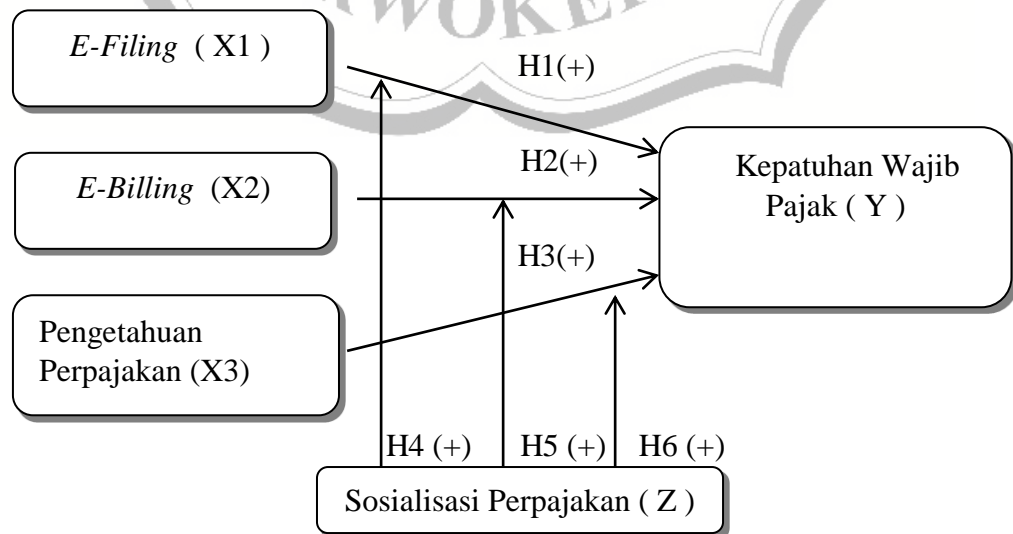 E-Filing ( X1 )
H1(+)
E-Billing (X2)
H2(+)
Kepatuhan Wajib
Pajak ( Y )
H3(+)
Pengetahuan
Perpajakan (X3)
H4 (+) H5 (+) H6 (+)
Sosialisasi Perpajakan ( Z )